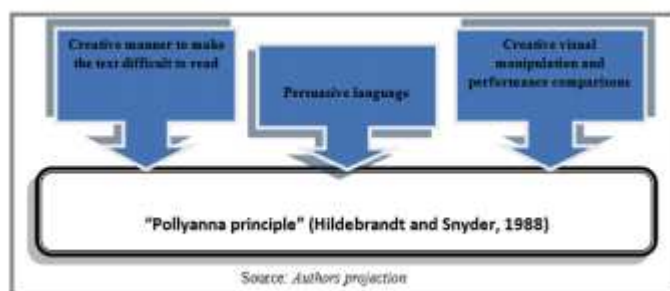 Creative manner to make
the text difficult to read
Persuasive language
Creative visual
manipulation and
performance comparisons
"Pollyanna principle" (Hildebrandt and Snyder, 1988)
Source: Authors projection